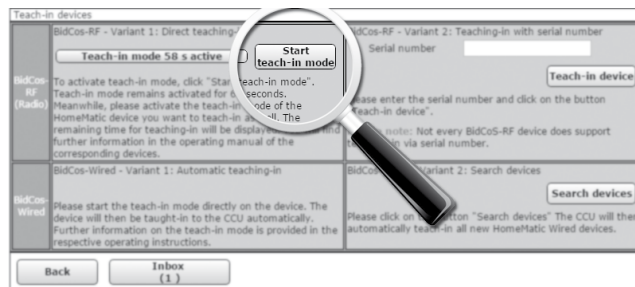 Teach-in devices
BidCos-RF - Variant 1: Direct teaching-
Teach-in mode 58 s active
Start
teach-in mode
BidCos-
RF
(Radio)
To activate teach-in mode, click "Start teach-in mode".
Teach-in mode remains activated for 6 seconds.
Meanwhile, please activate the teach-in mode of the
HomeMatic device you want to teach-in as ll. The
remaining time for teaching-in will be displayed find
further information in the operating manual of the
corresponding devices.
dCos-RF - Variant 2: Teaching-in with serial number
Serial number
Teach-in device
ease enter the serial number and click on the button
Teach-in device".
note: Not every BidCoS-RF device does support
in via serial number.
BidCos-
Wired
BidCos-Wired - Variant 1: Automatic teaching-in
Please start the teach-in mode directly on the device. The
device will then be taught-in to the CCU automatically.
Further information on the teach-in mode is provided in the
respective operating instructions.
BidCos Variant 2: Search devices
Search devices
Please click on tton "Search devices" The CCU will then
automatically teach-in all new HomeMatic Wired devices.
Back
Inbox
(1 )